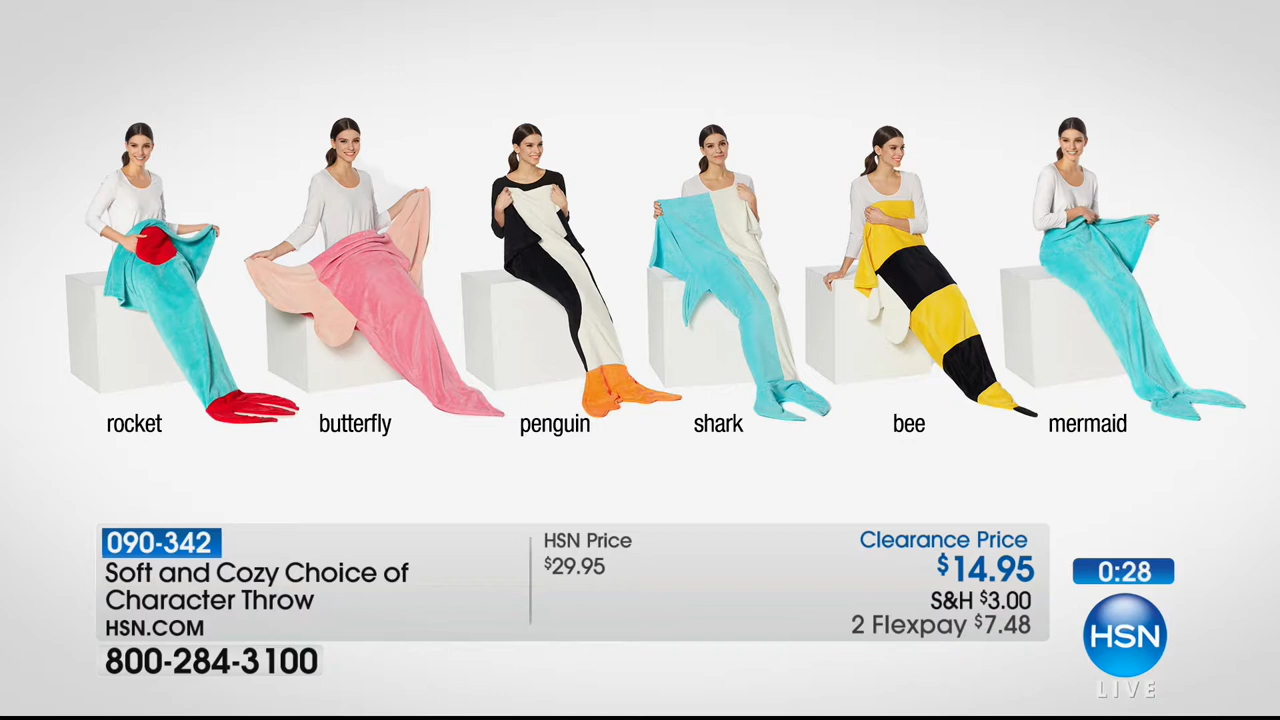 rocket butterfly penguin shark bee mermaid
090-342
Soft and Cozy Choice of
Character Throw
HSN.COM
800-284-3100
HSN Price
$29.95
Clearance Price
$14.95
S&H $3.00
2 Flexpay $7.48
0:28
HSN
LIVE